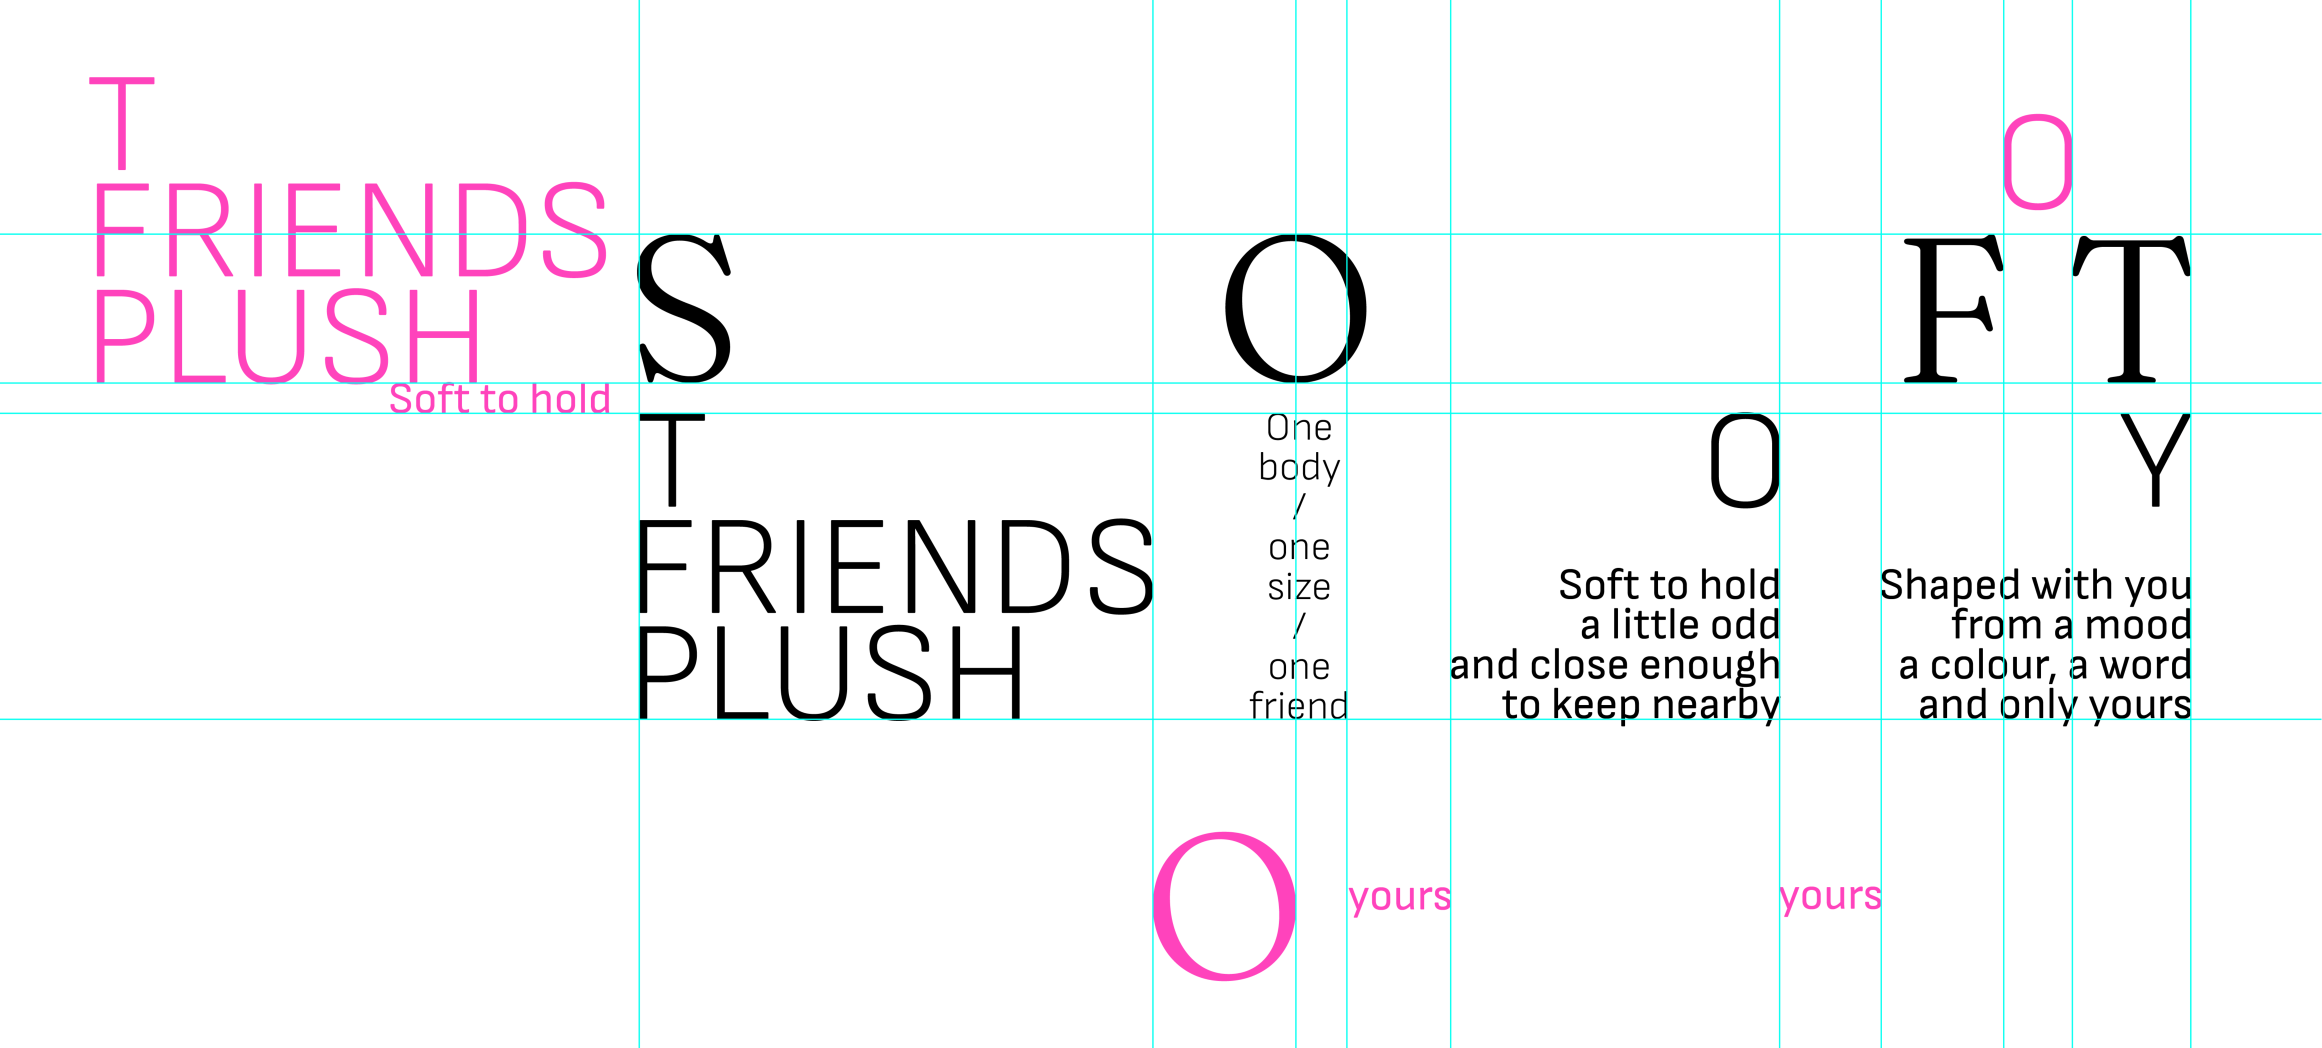 T
FRIENDS
PLUSH
Soft to hold
O
S O F T
T O Y
FRIENDS
PLUSH
One
body
/
one
size
/
one
friend
Soft to hold
a little odd
and close enough
to keep nearby
Shaped with you
from a mood
a colour, a word
and only yours
O
yours
yours